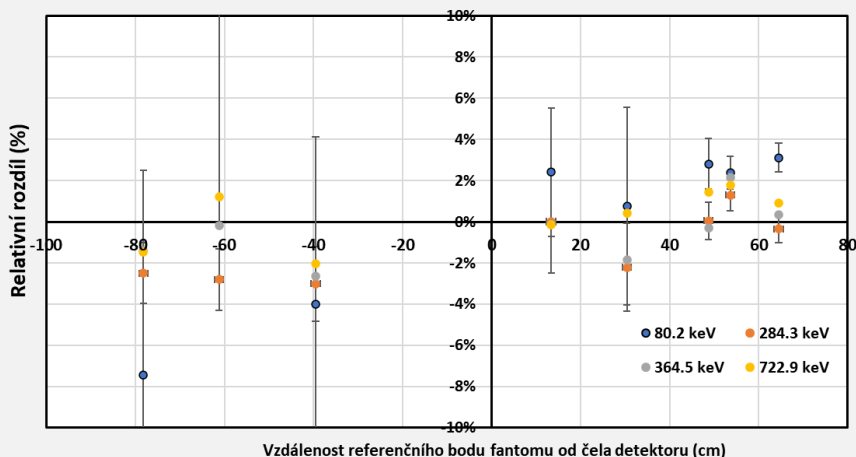 10%
8%
6%
4%
2%
0%
-2%
-4%
-6%
-8%
-10%
-100 -80 -60 -40 -20 0 20 40 60 80
Relativní rozdíl (%)
80.2 keV 284.3 keV
364.5 keV 722.9 keV
Vzdálenost referenčního bodu fantomu od čela detektoru (cm)